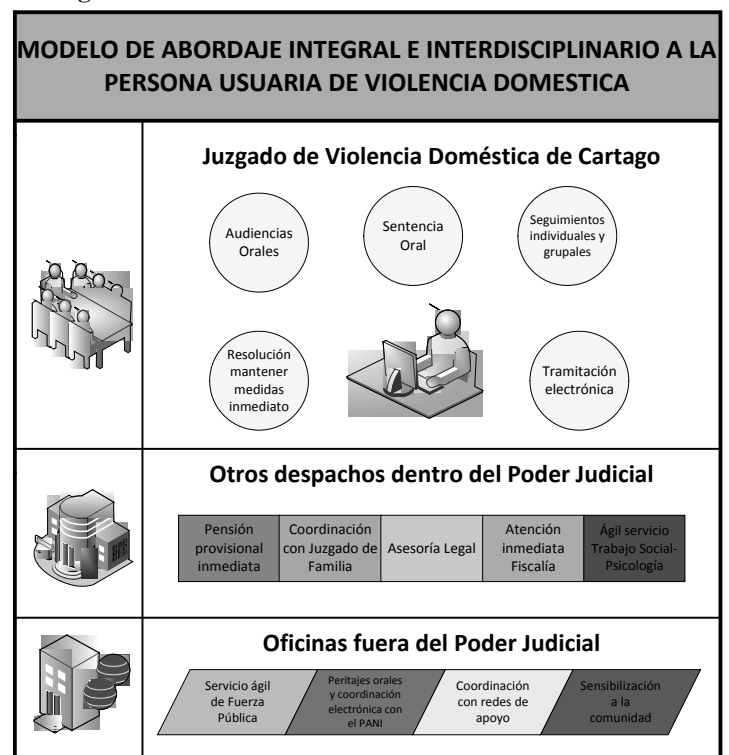 MODELO DE ABORDAJE INTEGRAL E INTERDISCIPLINARIO A LA
PERSONA USUARIA DE VIOLENCIA DOMESTICA
Juzgado de Violencia Doméstica de Cartago
Audiencias
Orales
Sentencia
Oral
Seguimientos
individuales y
grupales
Resolución
mantener
medidas
inmediato
Tramitación
electrónica
Otros despachos dentro del Poder Judicial
Pensión
provisional
inmediata
Coordinación
con Juzgado de
Familia
Asesoría Legal
Atención
inmediata
Fiscalía
Ágil servicio
Trabajo Social-
Psicología
Oficinas fuera del Poder Judicial
Servicio ágil
de Fuerza
Pública
Peritajes orales
y coordinación
electrónica con
el PANI
Coordinación
con redes de
apoyo
Sensibilización
a la
comunidad